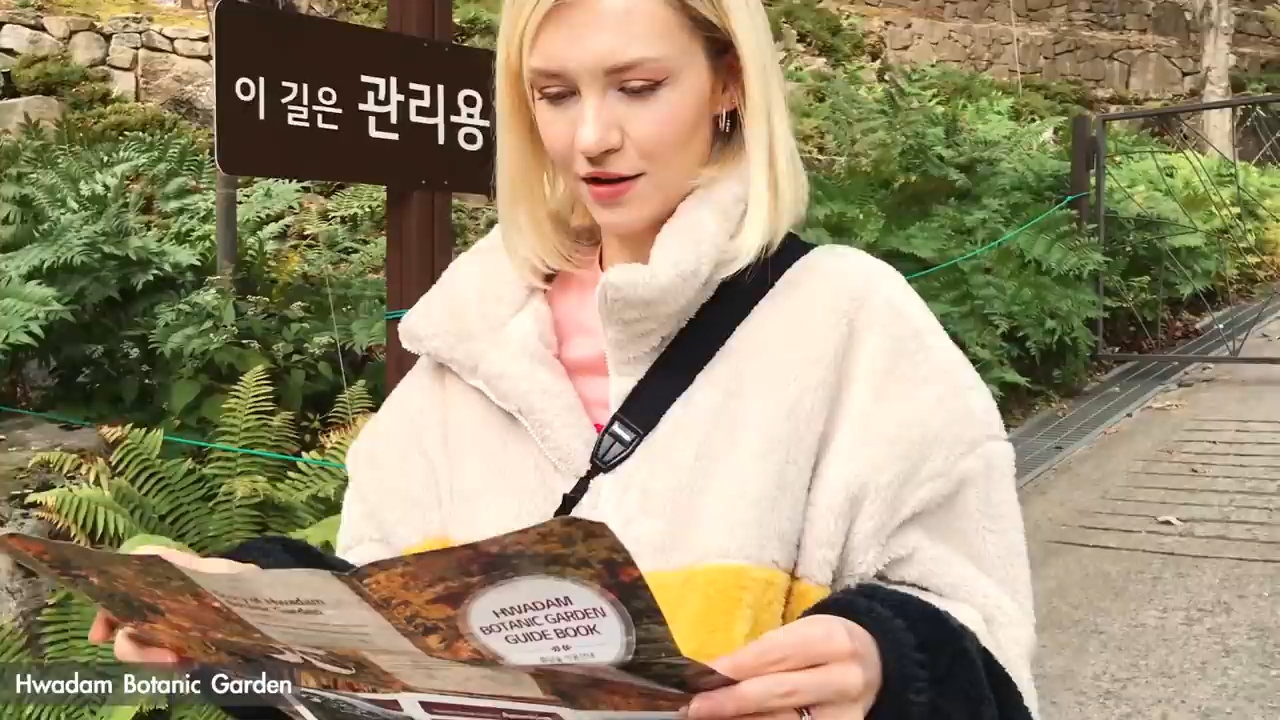 이 길은 관리용
HWADAM
BOTANIC GARDEN
GUIDE BOOK
Hwadam Botanic Garden